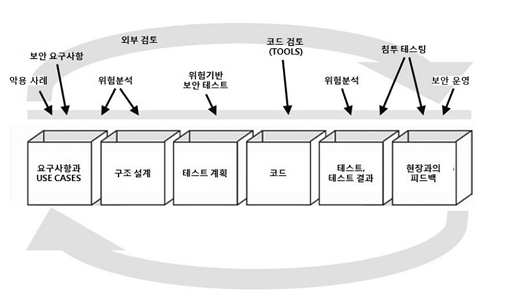 외부 검토
코드 검토
(TOOLS)
침투 테스팅
보안 요구사항
악용 사례
위험분석
위험기반
보안 테스트
위험분석
보안 운영
요구사항과
USE CASES
구조 설계
테스트 계획
코드
테스트,
테스트 결과
현장과의
피드백